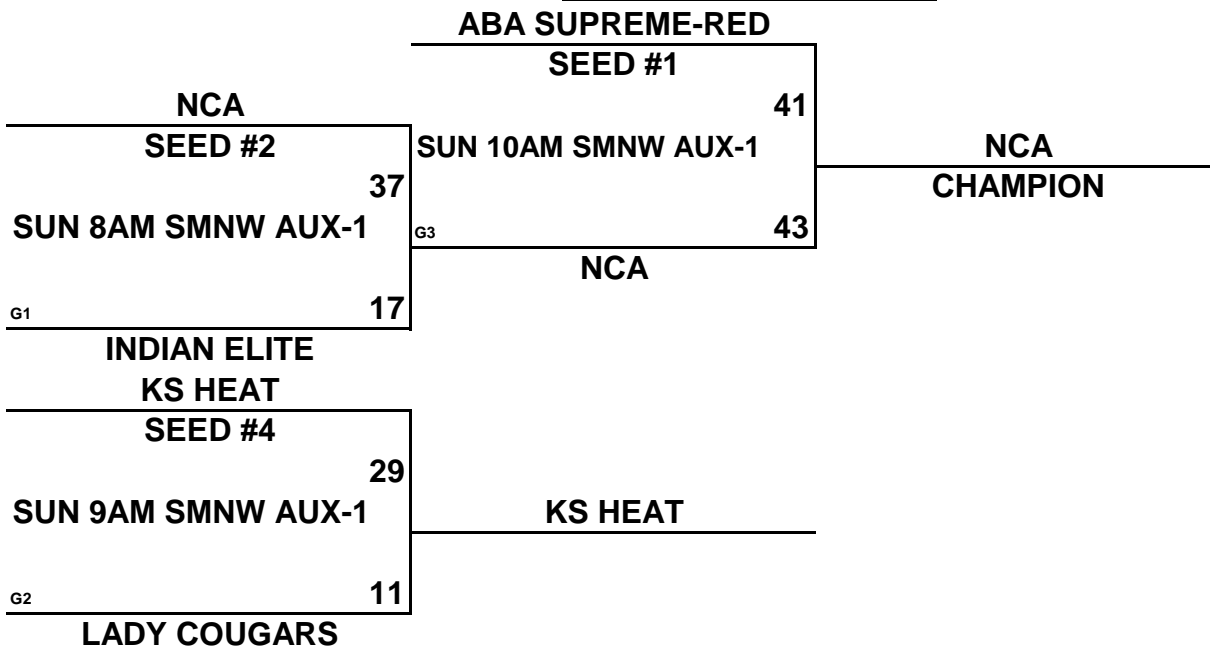 ABA SUPREME-RED
SEED #1
NCA
41
SEED #2
SUN 10AM SMNW AUX-1
NCA
37
CHAMPION
SUN 8AM SMNW AUX-1
G3
43
NCA
G1
17
INDIAN ELITE
KS HEAT
SEED #4
29
SUN 9AM SMNW AUX-1
KS HEAT
G2
11
LADY COUGARS